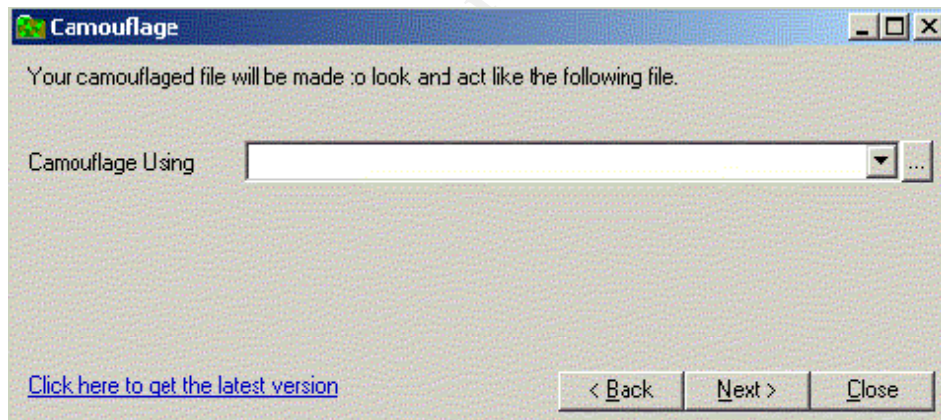 Camouflage
Your camouflaged file will be made to look and act like the following file.
Camouflage Using
...
Click here to get the latest version
< Back
Next >
Close